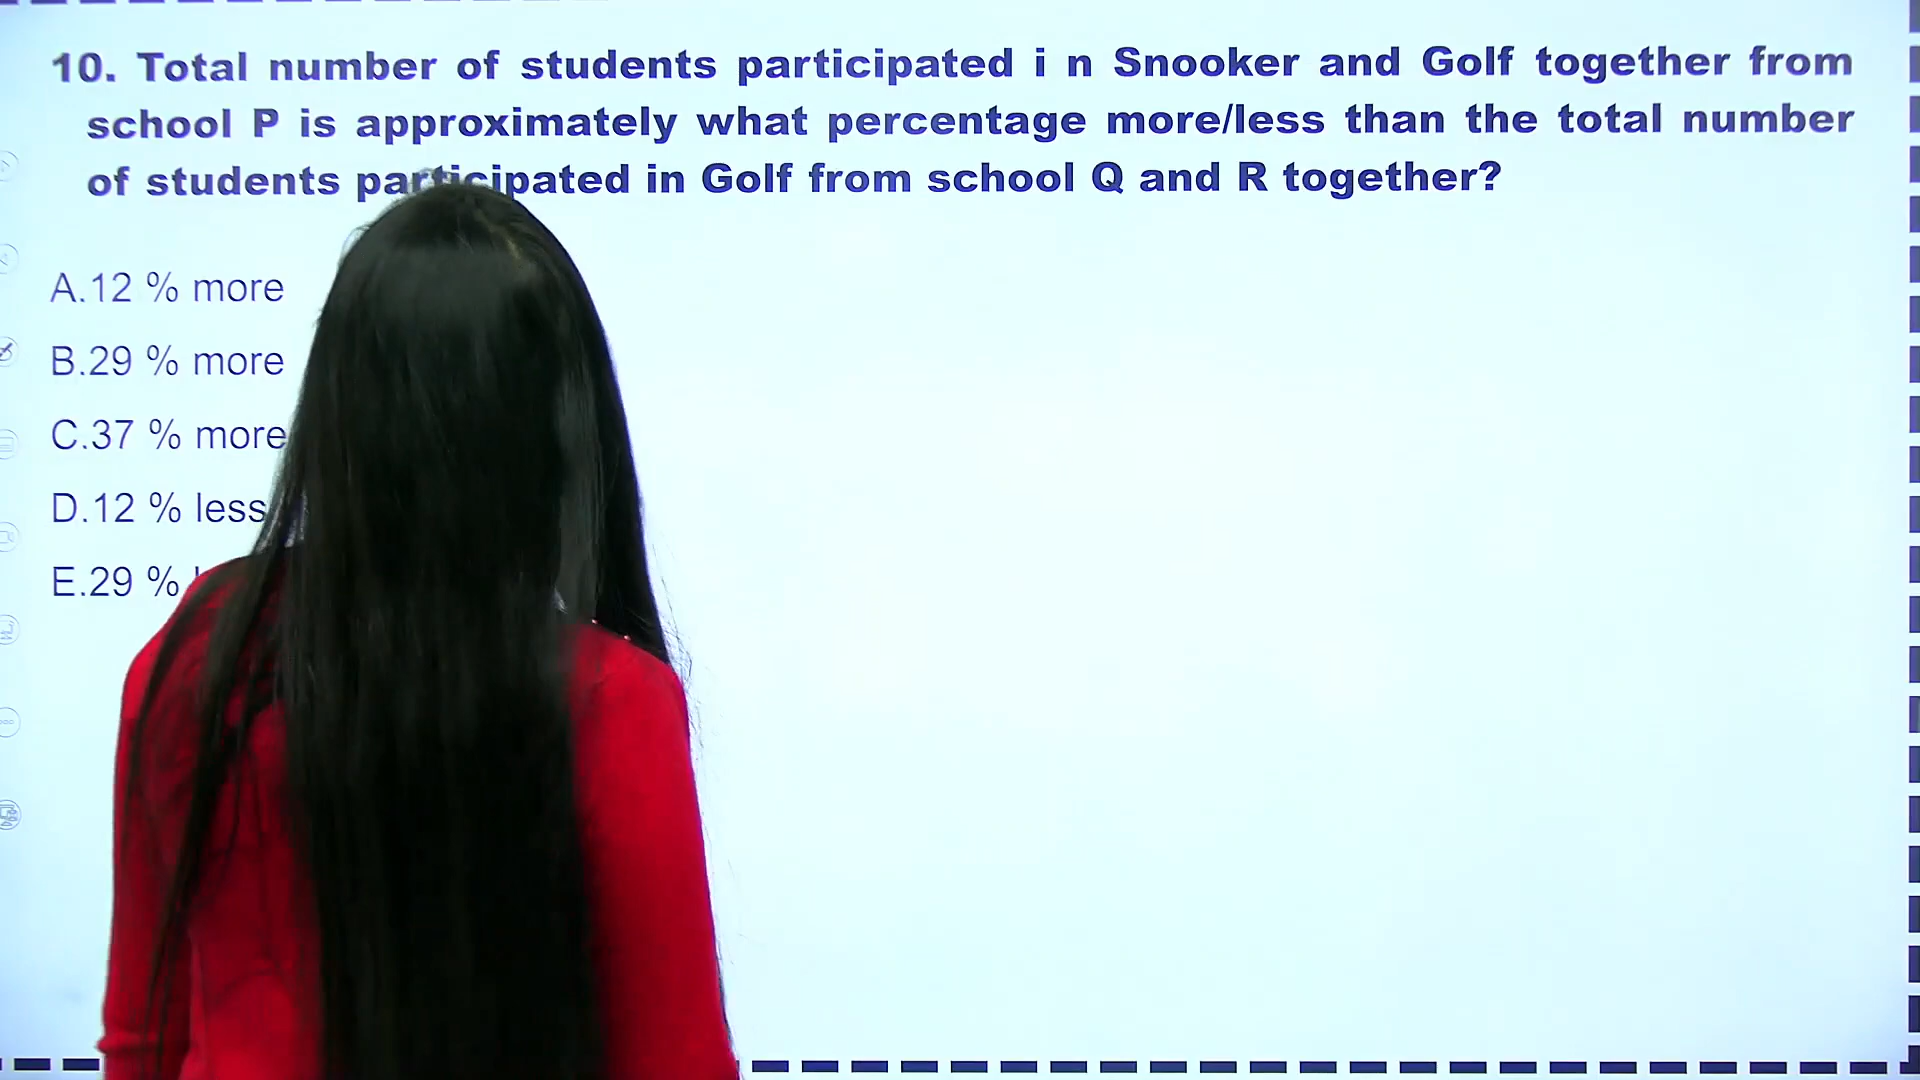 10. Total number of students participated i n Snooker and Golf together from
school P is approximately what percentage more/less than the total number
of students participated in Golf from school Q and R together?
A.12 % more
B.29 % more
C.37 % more
D.12 % less
E.29 %